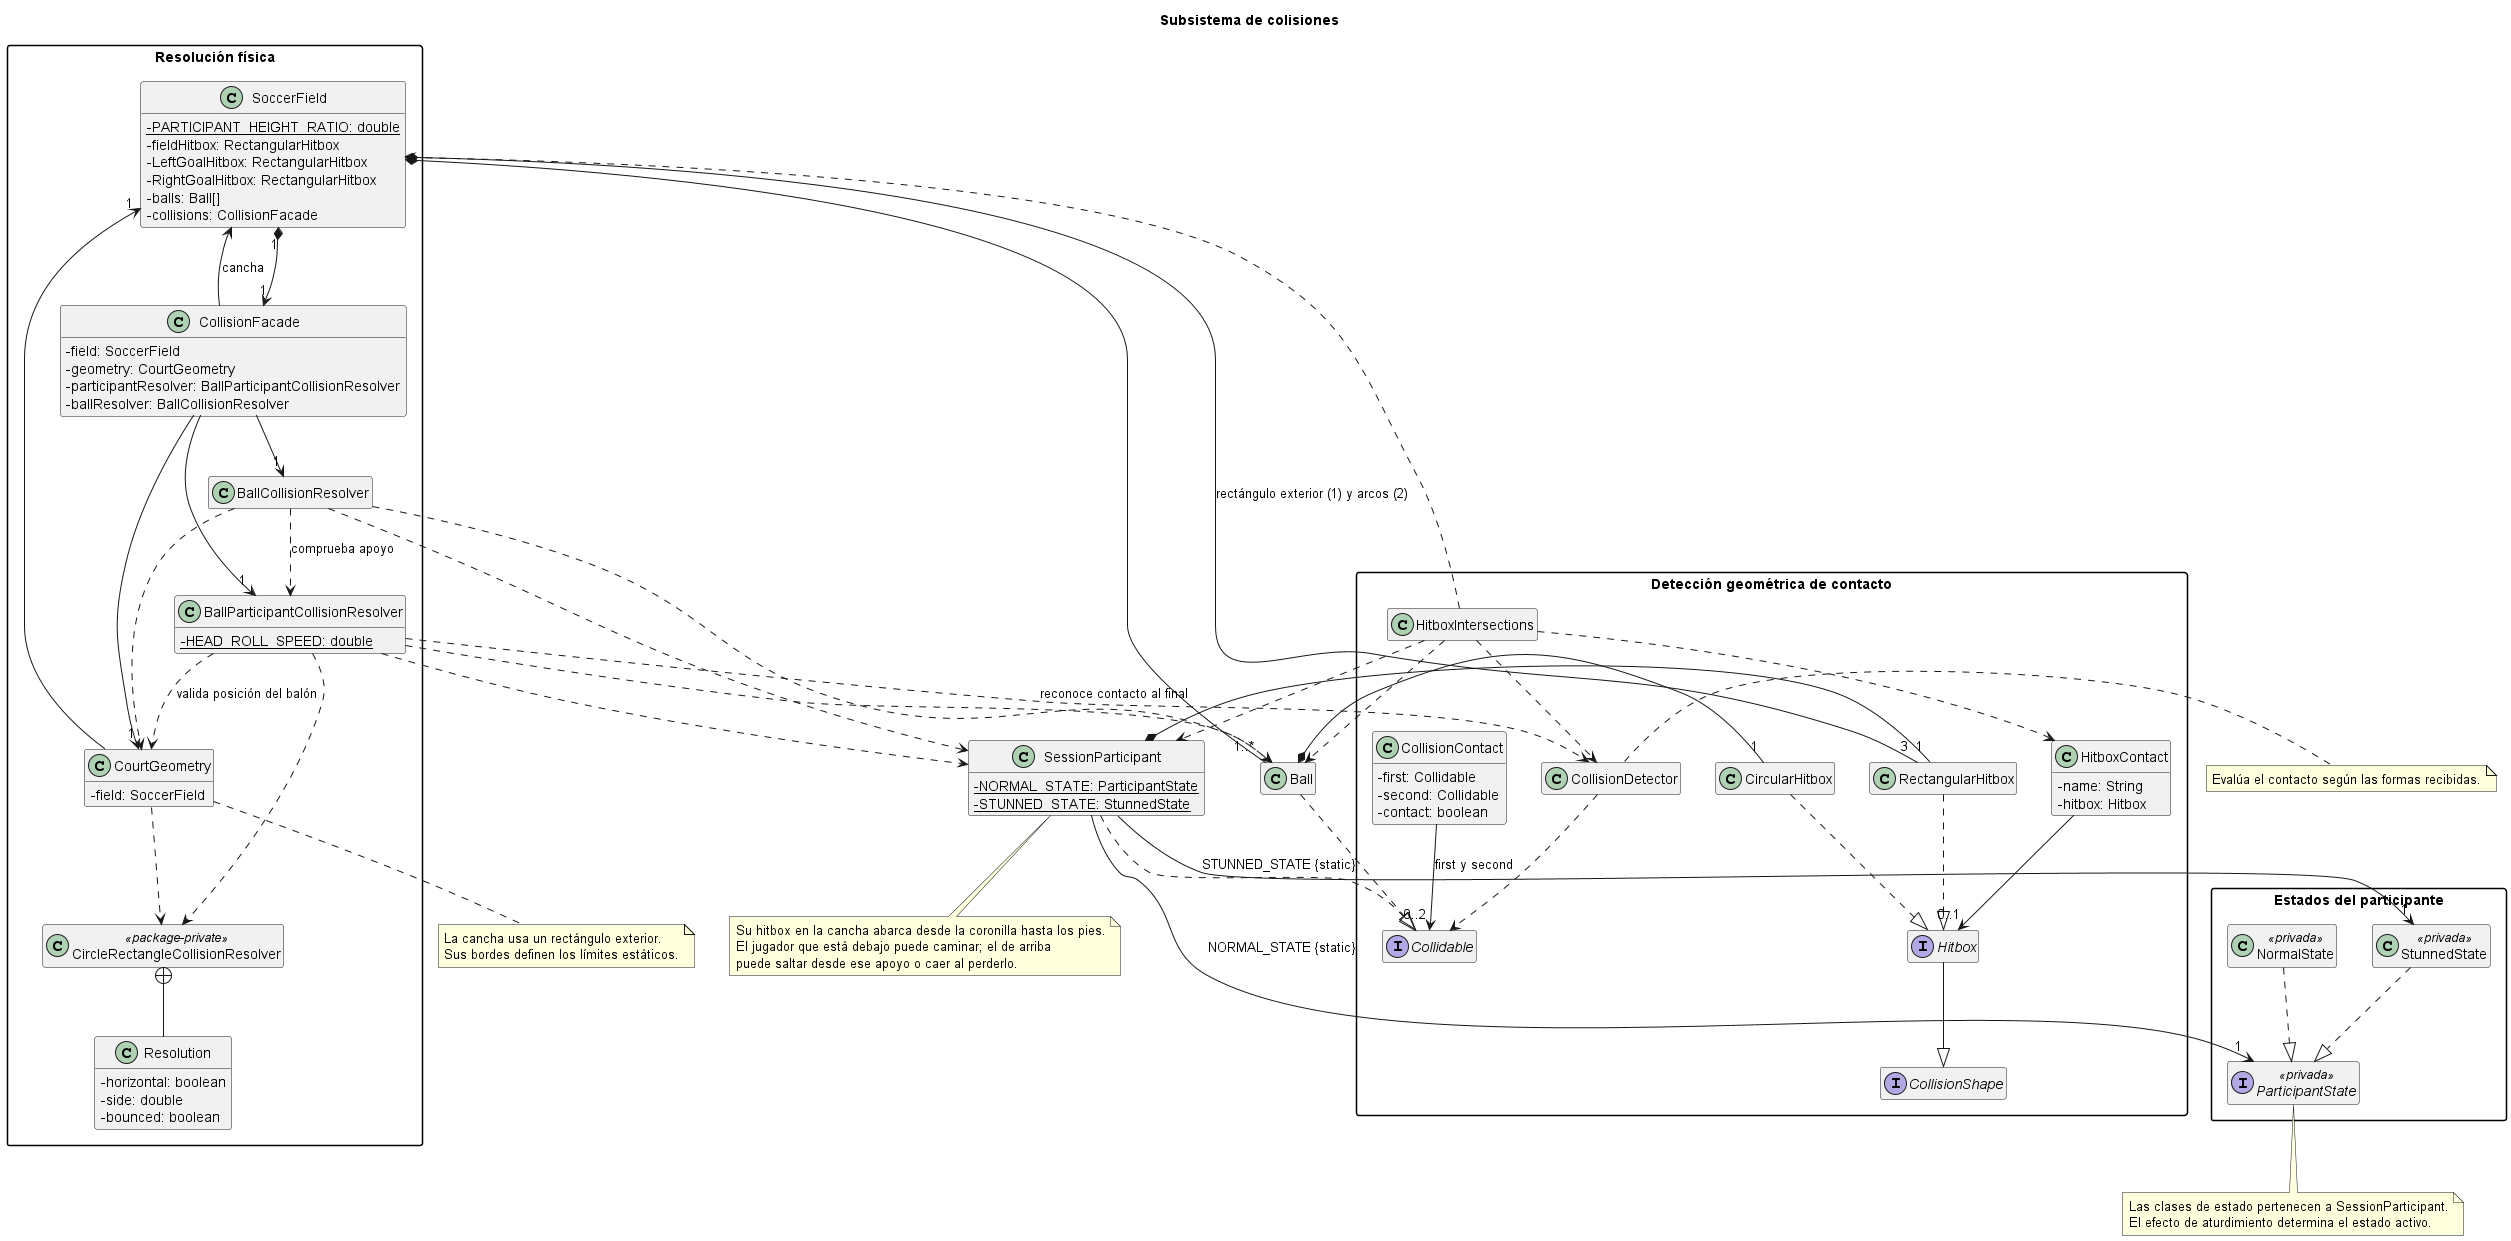 Subsistema de colisiones
Resolución física
C SoccerField
-PARTICIPANT_HEIGHT_RATIO: double
-fieldHitbox: RectangularHitbox
-LeftGoalHitbox: RectangularHitbox
-RightGoalHitbox: RectangularHitbox
-balls: Ball[]
-collisions: CollisionFacade
1
1
cancha
1
C CollisionFacade
-field: SoccerField
-geometry: CourtGeometry
-participantResolver: BallParticipantCollisionResolver
-ballResolver: BallCollisionResolver
1
C BallCollisionResolver
rectángulo exterior (1) y arcos (2)
comprueba apoyo
1
C BallParticipantCollisionResolver
-HEAD_ROLL_SPEED: double
Detección geométrica de contacto
C HitboxIntersections
valida posición del balón
reconoce contacto al final
1
C CourtGeometry
-field: SoccerField
C SessionParticipant
-NORMAL_STATE: ParticipantState
-STUNNED_STATE: StunnedState
1..*
C Ball
C CollisionContact
-first: Collidable
-second: Collidable
-contact: boolean
C CollisionDetector
1
C CircularHitbox
3
1
C RectangularHitbox
C HitboxContact
-name: String
-hitbox: Hitbox
Evalúa el contacto según las formas recibidas.
STUNNED_STATE {static}
first y second
Estados del participante
«package-private»
C CircleRectangleCollisionResolver
La cancha usa un rectángulo exterior.
Sus bordes definen los límites estáticos.
Su hitbox en la cancha abarca desde la coronilla hasta los pies.
El jugador que está debajo puede caminar; el de arriba
puede saltar desde ese apoyo o caer al perderlo.
NORMAL_STATE {static}
0..2
I Collidable
0..1
I Hitbox
«privada»
C NormalState
1
«privada»
C StunnedState
C Resolution
-horizontal: boolean
-side: double
-bounced: boolean
I CollisionShape
1
«privada»
I ParticipantState
Las clases de estado pertenecen a SessionParticipant.
El efecto de aturdimiento determina el estado activo.